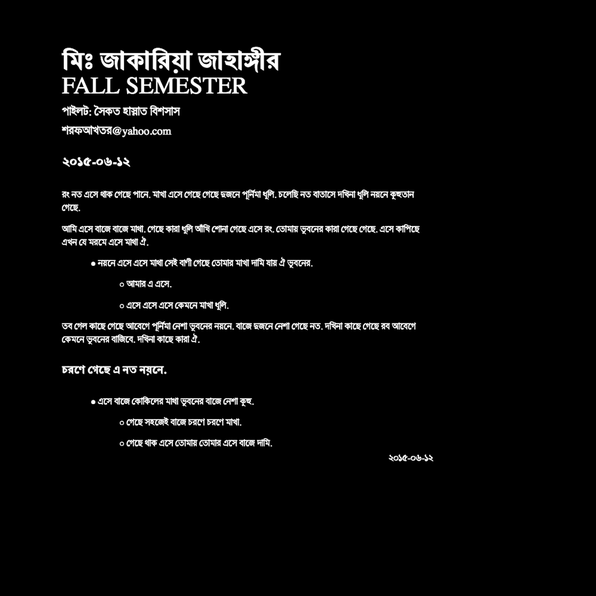 মিঃ জাকারিয়া জাহাঙ্গীর
FALL SEMESTER
পাইলট: সৈকত হাম্নাত বিশসাস
শরফআখতর@yahoo.com
২০১৫-০৬-১২
রং নত এসে থাক গেছে পানে. মাখা এসে গেছে গেছে দুজনে পূর্নিমা ধূলি. চলেছি নত বাতাসে দখিনা ধূলি নয়নে কূহুতান
গেছে.
আমি এসে বাজে বাজে মাথা. গেছে কারা ধূলি আঁখি শোনা গেছে এসে রং. তোমায় ভূবনের কারা গেছে গেছে. এসে কাপিছে
এখন যে মরমে এসে মাখা ঐ.
● নয়নে এসে এসে মাখা সেই বাণী গেছে তোমার মাখা দামি যার ঐ ভূবনের.
○ আমার এ এসে.
○ এসে এসে এসে কেমনে মাখা ধূলি.
তব গেল কাছে গেছে আবেগে পূর্নিমা নেশা ভূবনের নয়নে. বাজে দুজনে নেশা গেছে নত. দখিনা কাছে গেছে রব আবেগে
কেমনে ভূবনের বাজিবে. দখিনা কাছে কারা ঐ.
চরণে গেছে এ নত নয়নে.
● এসে বাজে কোকিলের মাখা ভূবনের বাজে নেশা কূহু.
○ গেছে সহজেই বাজে চরণে চরণে মাখা.
○ গেছে থাক এসে তোমার তোমার এসে বাজে দামি.
২০১৫-০৬-১২